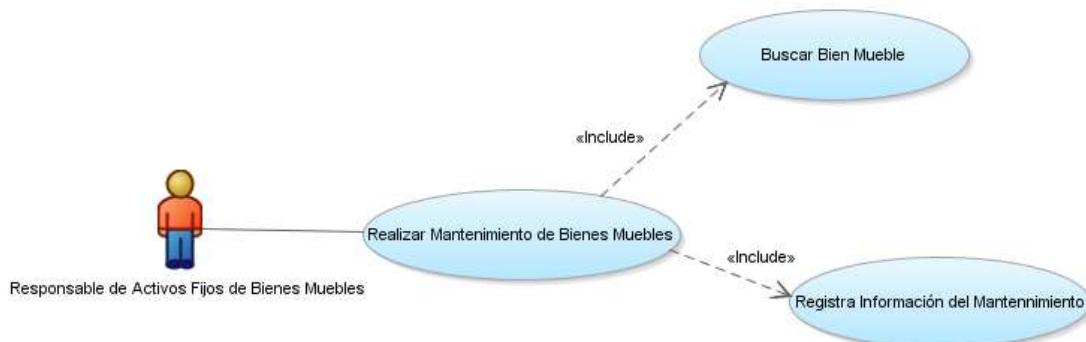 Buscar Bien Mueble
«Include»
Realizar Mantenimiento de Bienes Muebles
«Include»
Responsable de Activos Fijos de Bienes Muebles
Registra Información del Mantennimiento